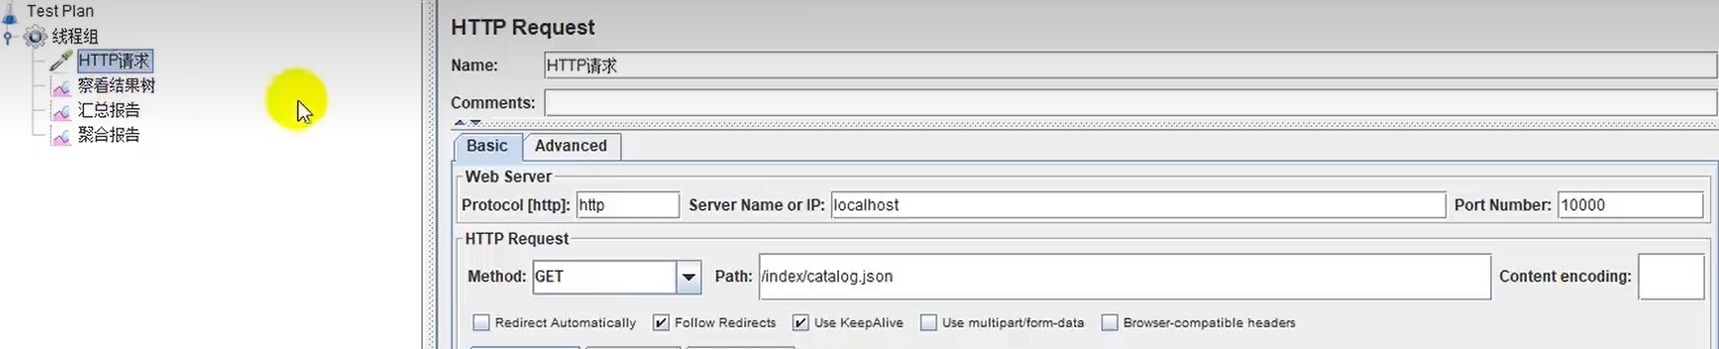 Test Plan
线程组
HTTP请求
察看结果树
汇总报告
聚合报告
HTTP Request
Name: HTTP请求
Comments:
Basic Advanced
Web Server
Protocol [http]: http Server Name or IP: localhost Port Number: 10000
HTTP Request
Method: GET Path: /index/catalog.json Content encoding:
Redirect Automatically Follow Redirects Use KeepAlive Use multipart/form-data Browser-compatible headers